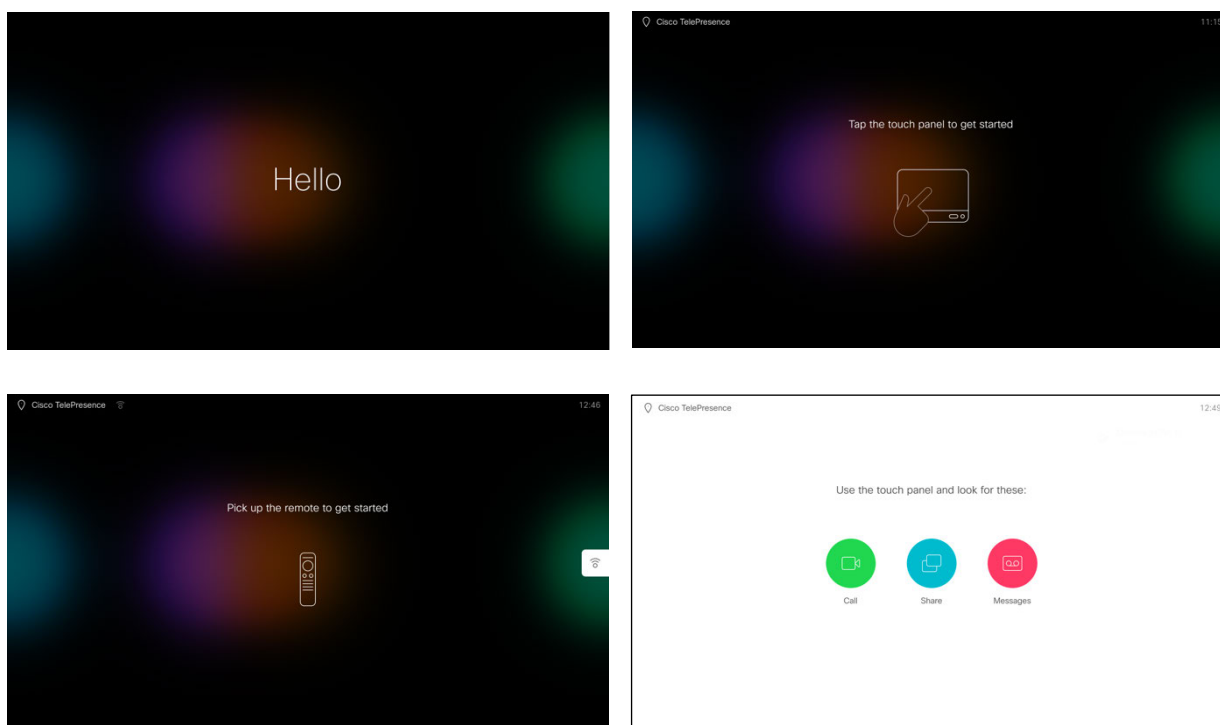 Hello
Cisco TelePresence
11:15
Tap the touch panel to get started
Cisco TelePresence
12:46
Pick up the remote to get started
Cisco TelePresence
12:49
Use the touch panel and look for these:
Call Share Messages